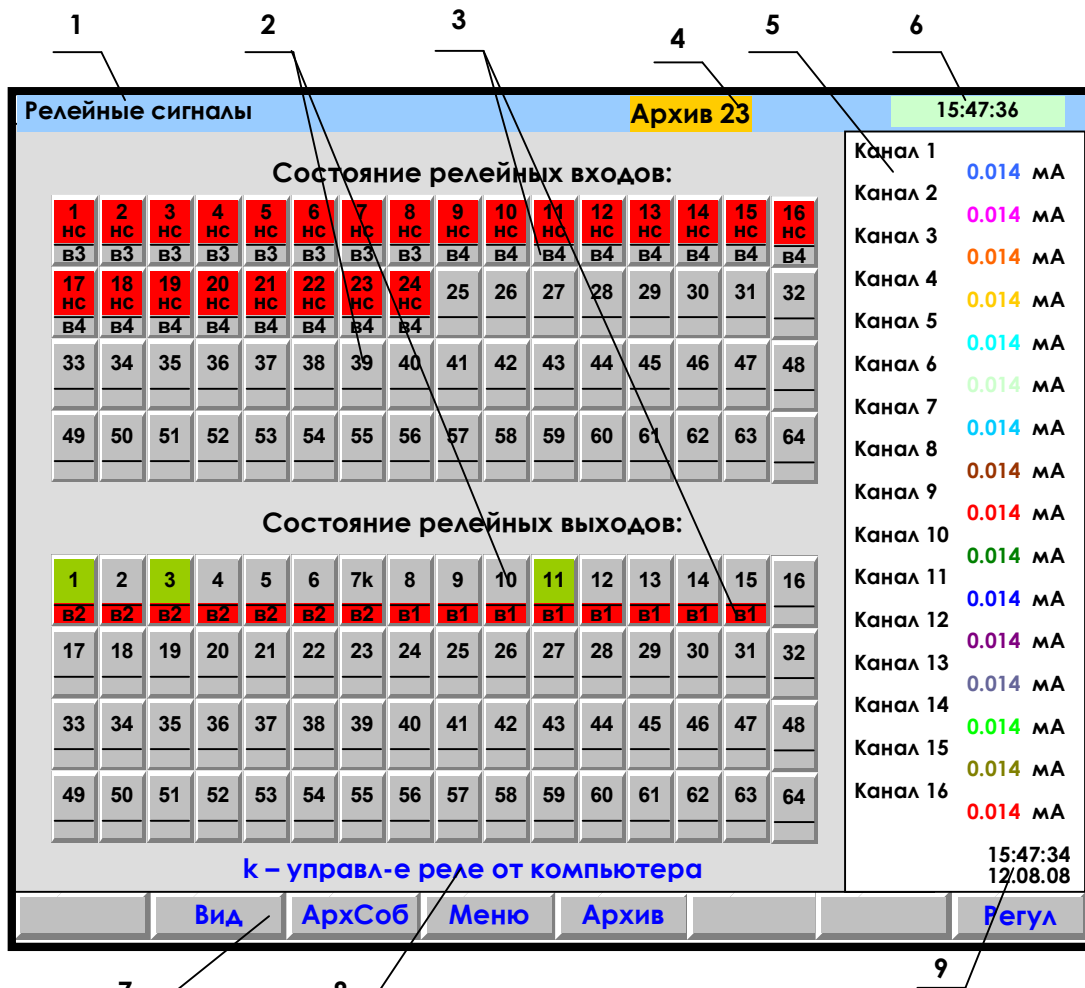 1 2 3 4 5 6
Релейные сигналы Архив 23 15:47:36
Состояние релейных входов:
1 2 3 4 5 6 7 8 9 10 11 12 13 14 15 16
нс нс нс нс нс нс нс нс нс нс нс нс нс нс нс нс
в3 в3 в3 в3 в3 в3 в3 в3 в4 в4 в4 в4 в4 в4 в4 в4
17 18 19 20 21 22 23 24 25 26 27 28 29 30 31 32
нс нс нс нс нс нс нс нс
в4 в4 в4 в4 в4 в4 в4 в4
33 34 35 36 37 38 39 40 41 42 43 44 45 46 47 48
49 50 51 52 53 54 55 56 57 58 59 60 61 62 63 64
Состояние релейных выходов:
1 2 3 4 5 6 7k 8 9 10 11 12 13 14 15 16
в2 в2 в2 в2 в2 в2 в2 в1 в1 в1 в1 в1 в1 в1 в1
17 18 19 20 21 22 23 24 25 26 27 28 29 30 31 32
33 34 35 36 37 38 39 40 41 42 43 44 45 46 47 48
49 50 51 52 53 54 55 56 57 58 59 60 61 62 63 64
k – управл-е реле от компьютера
Канал 1
0.014 мА
Канал 2
0.014 мА
Канал 3
0.014 мА
Канал 4
0.014 мА
Канал 5
0.014 мА
Канал 6
0.014 мА
Канал 7
0.014 мА
Канал 8
0.014 мА
Канал 9
0.014 мА
Канал 10
0.014 мА
Канал 11
0.014 мА
Канал 12
0.014 мА
Канал 13
0.014 мА
Канал 14
0.014 мА
Канал 15
0.014 мА
Канал 16
0.014 мА
15:47:34
12.08.08
Вид АрхСоб Меню Архив Регул
7 8 9